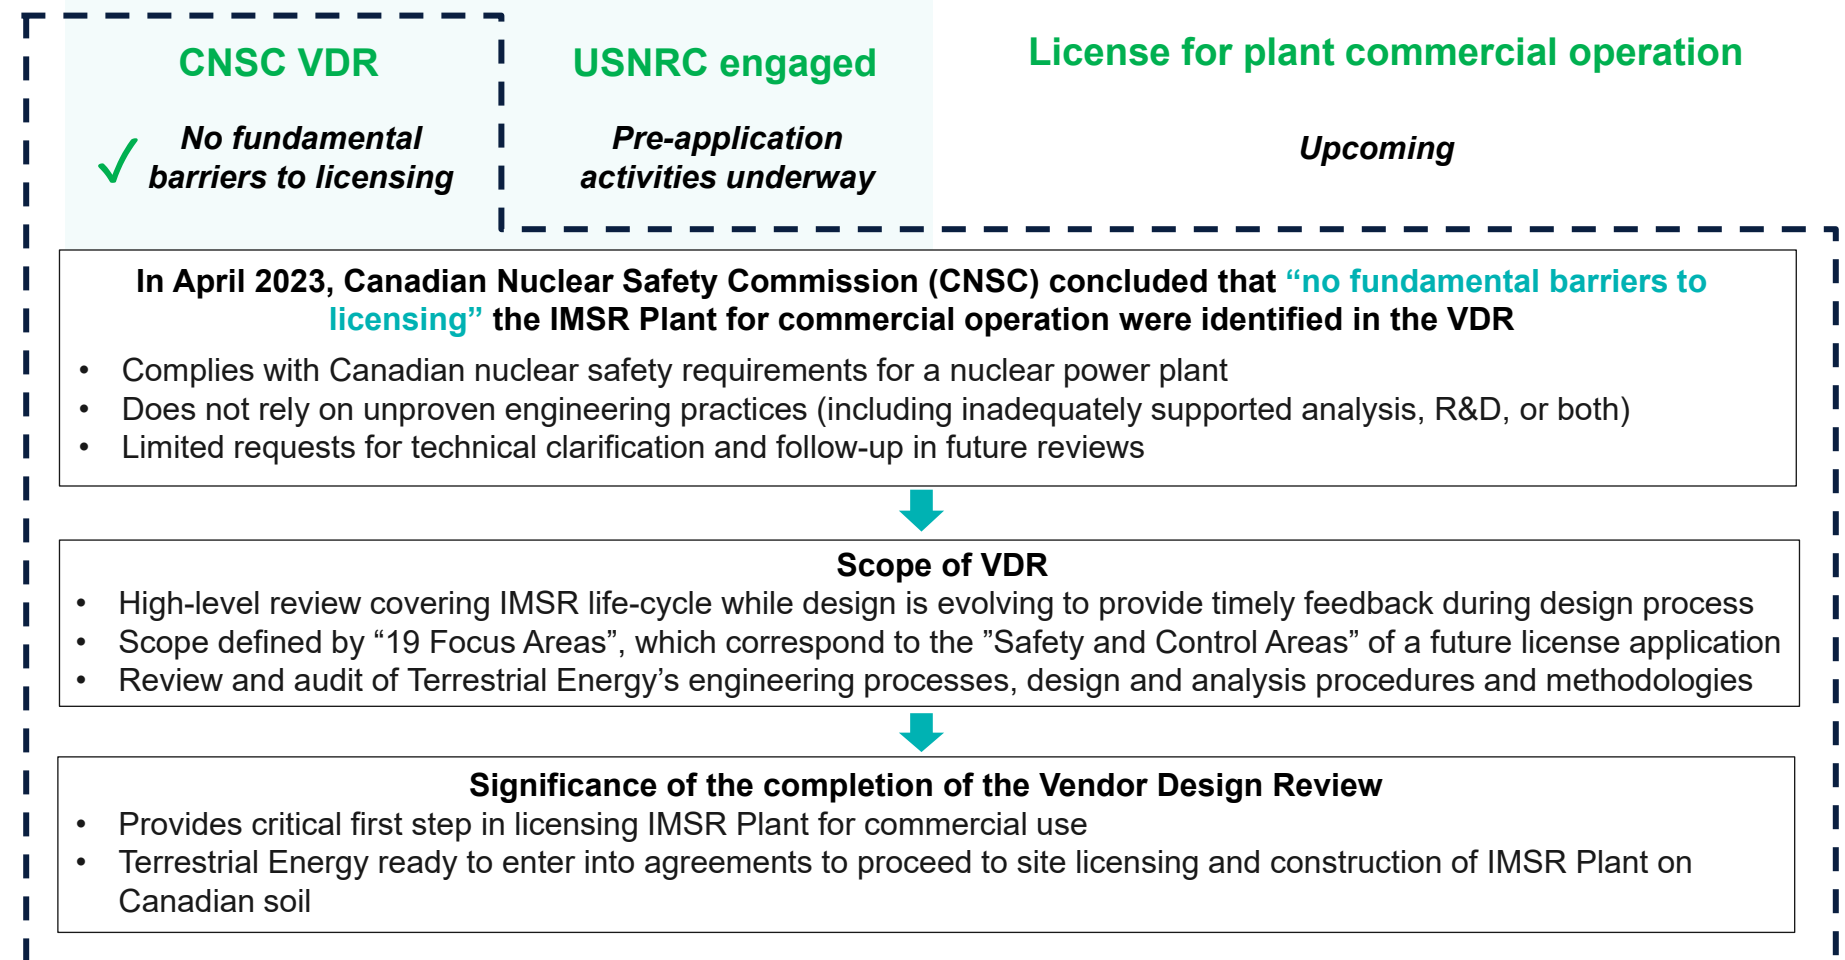 CNSC VDR
✓ No fundamental
barriers to licensing
USNRC engaged
Pre-application
activities underway
License for plant commercial operation
Upcoming
In April 2023, Canadian Nuclear Safety Commission (CNSC) concluded that “no fundamental barriers to
licensing” the IMSR Plant for commercial operation were identified in the VDR
• Complies with Canadian nuclear safety requirements for a nuclear power plant
• Does not rely on unproven engineering practices (including inadequately supported analysis, R&D, or both)
• Limited requests for technical clarification and follow-up in future reviews
Scope of VDR
• High-level review covering IMSR life-cycle while design is evolving to provide timely feedback during design process
• Scope defined by “19 Focus Areas”, which correspond to the ”Safety and Control Areas” of a future license application
• Review and audit of Terrestrial Energy’s engineering processes, design and analysis procedures and methodologies
Significance of the completion of the Vendor Design Review
• Provides critical first step in licensing IMSR Plant for commercial use
• Terrestrial Energy ready to enter into agreements to proceed to site licensing and construction of IMSR Plant on
Canadian soil